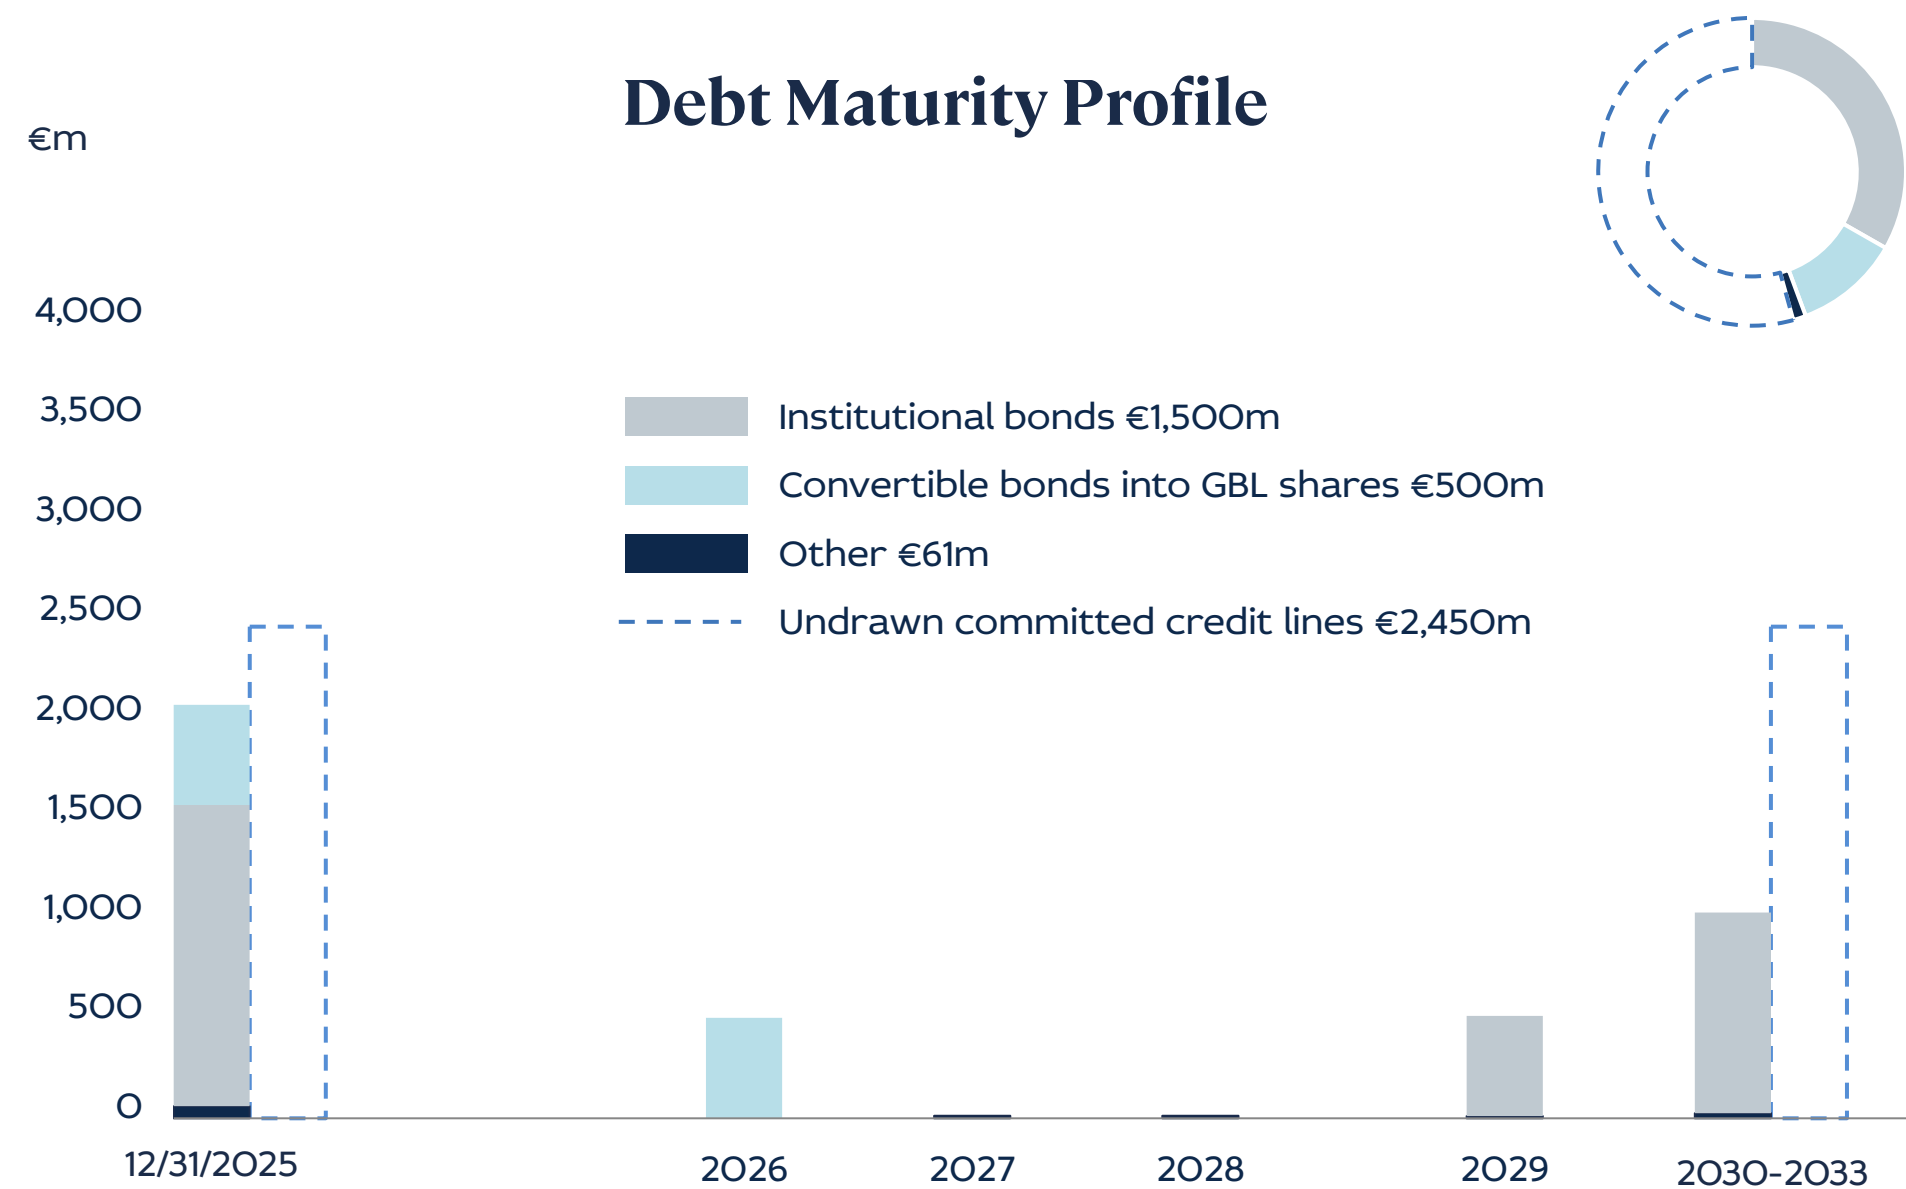 Debt Maturity Profile
€m
4,000
3,500
3,000
2,500
2,000
1,500
1,000
500
0
Institutional bonds €1,500m
Convertible bonds into GBL shares €500m
Other €61m
Undrawn committed credit lines €2,450m
12/31/2025
2026
2027
2028
2029
2030-2033